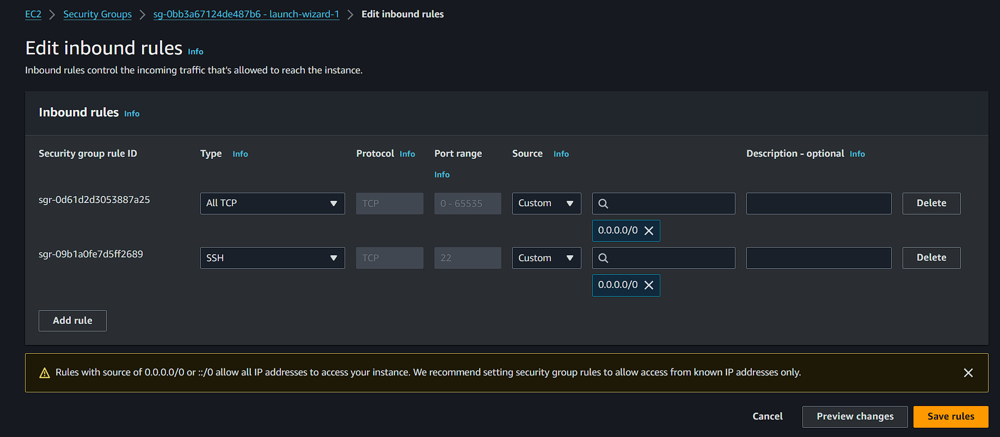 EC2 > Security Groups > sg-0bb3a67124de487b6 - launch-wizard-1 > Edit inbound rules
Edit inbound rules Info
Inbound rules control the incoming traffic that's allowed to reach the instance.
Inbound rules Info
Security group rule ID Type Info Protocol Info Port range Source Info Description - optional Info
Info
sgr-0d61d2d3053887a25 All TCP TCP 0 - 65535 Custom Delete
0.0.0.0/0
sgr-09b1a0fe7d5ff2689 SSH TCP 22 Custom Delete
0.0.0.0/0
Add rule
Rules with source of 0.0.0.0/0 or ::/0 allow all IP addresses to access your instance. We recommend setting security group rules to allow access from known IP addresses only.
Cancel Preview changes Save rules